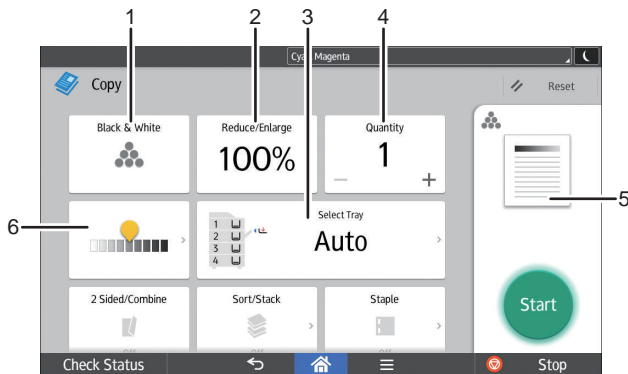 1 2 3 4
Cyan Magenta
Copy
Reset
Black & White
Reduce/Enlarge
100%
Quantity
1
− +
5
6
1
2
3
4
Select Tray
Auto
2 Sided/Combine
Sort/Stack
Staple
Start
Check Status
Stop